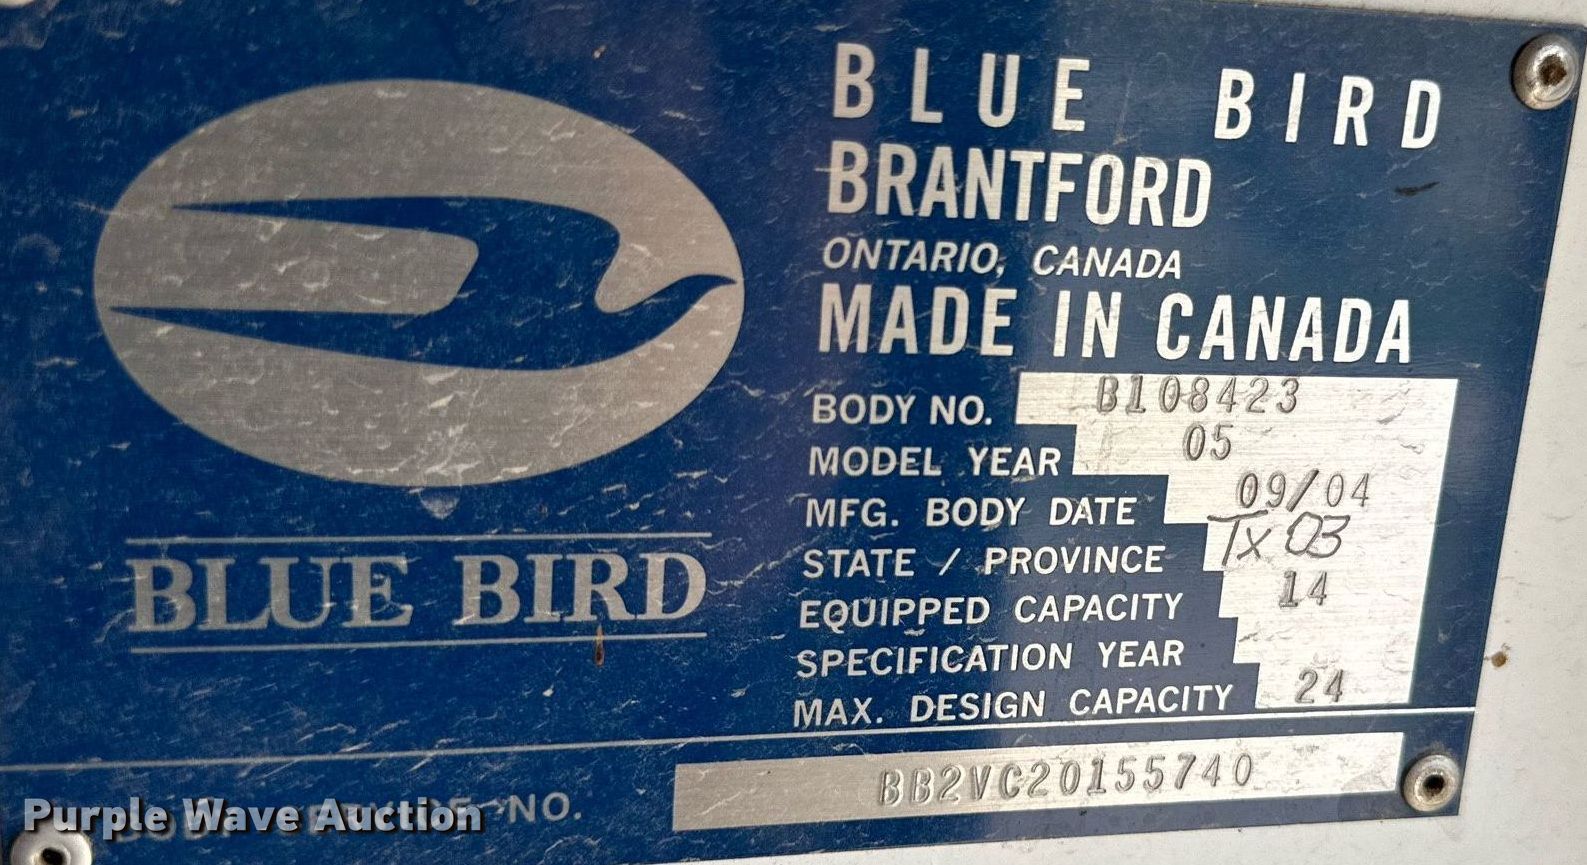 BLUE BIRD
BRANTFORD
ONTARIO, CANADA
MADE IN CANADA
BODY NO. B108423
MODEL YEAR 05
MFG. BODY DATE 09/04
STATE / PROVINCE TX 03
EQUIPPED CAPACITY 14
SPECIFICATION YEAR
MAX. DESIGN CAPACITY 24
BLUE BIRD
NO. BB2VC20155740
Purple Wave Auction